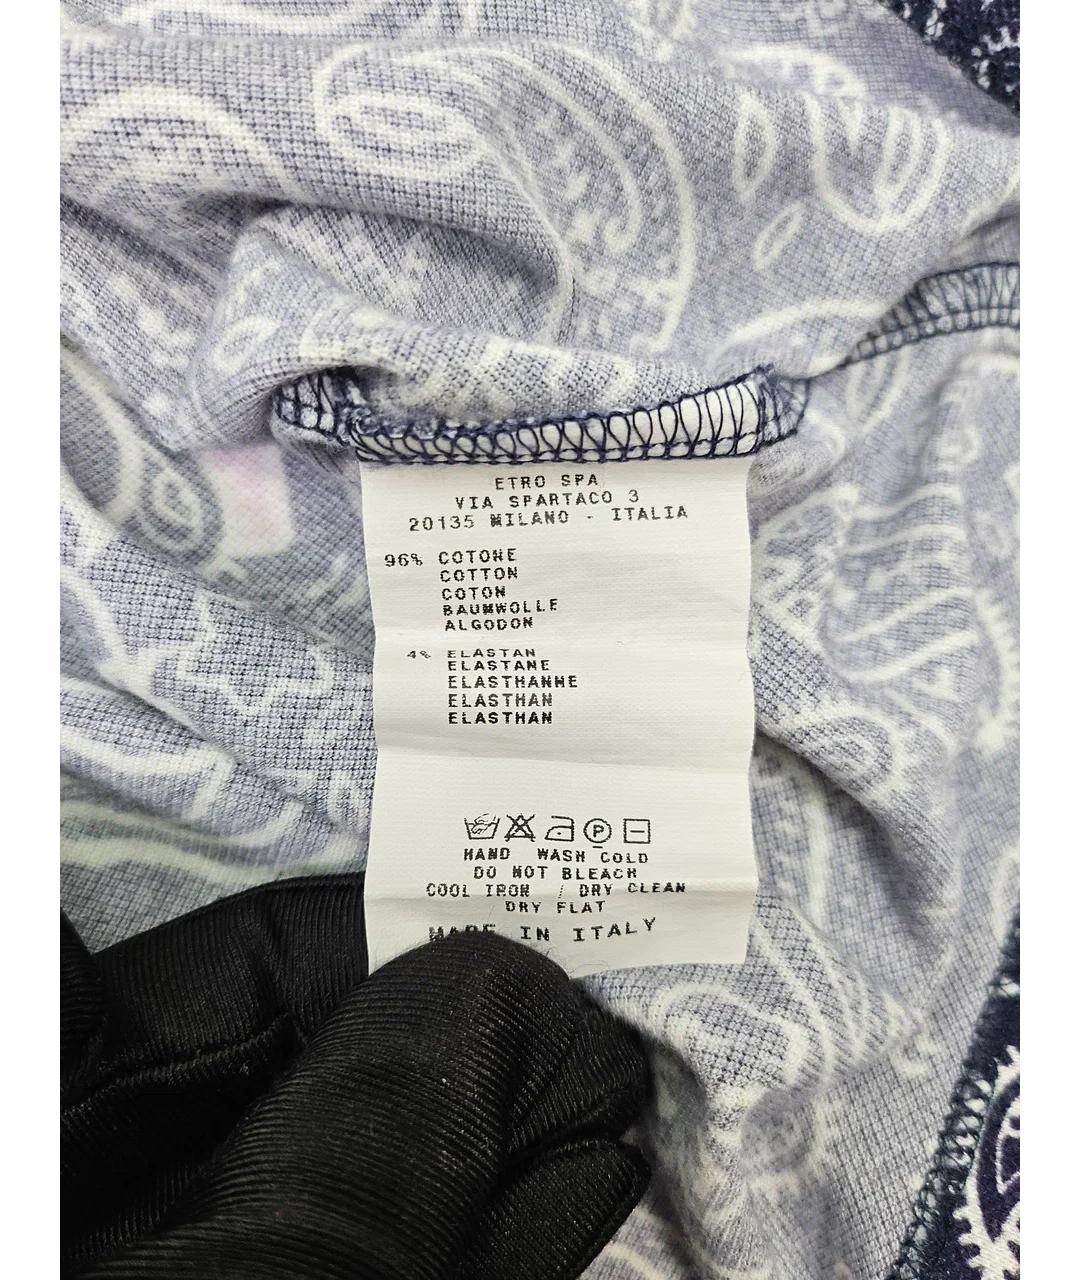 ETRO SPA
VIA SPARTACO 3
20135 MILANO - ITALIA
96% COTONE
COTTON
COTON
BAUMWOLLE
ALGODON
4% ELASTAN
ELASTANE
ELASTHANNE
ELASTHAN
ELASTHAN
P
HAND WASH COLD
DO NOT BLEACH
COOL IRON / DRY CLEAN
DRY FLAT
MADE IN ITALY